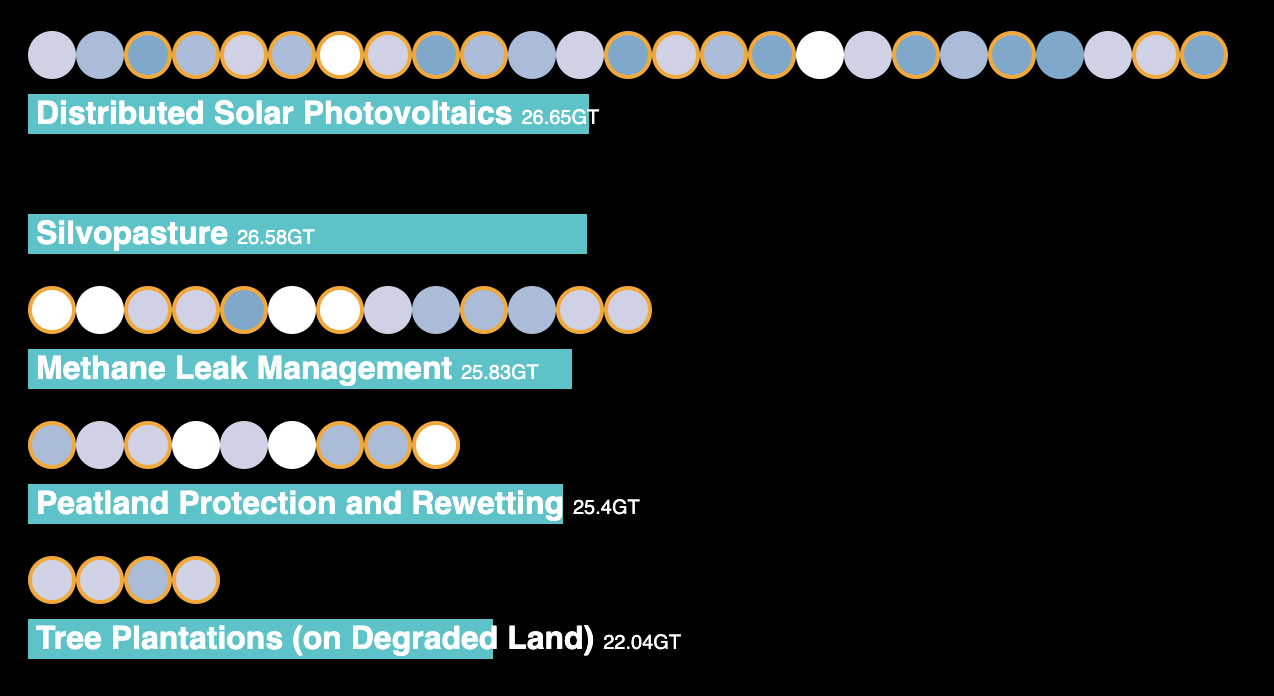 Distributed Solar Photovoltaics 26.65GT
Silvopasture 26.58GT
Methane Leak Management 25.83GT
Peatland Protection and Rewetting 25.4GT
Tree Plantations (on Degraded Land) 22.04GT